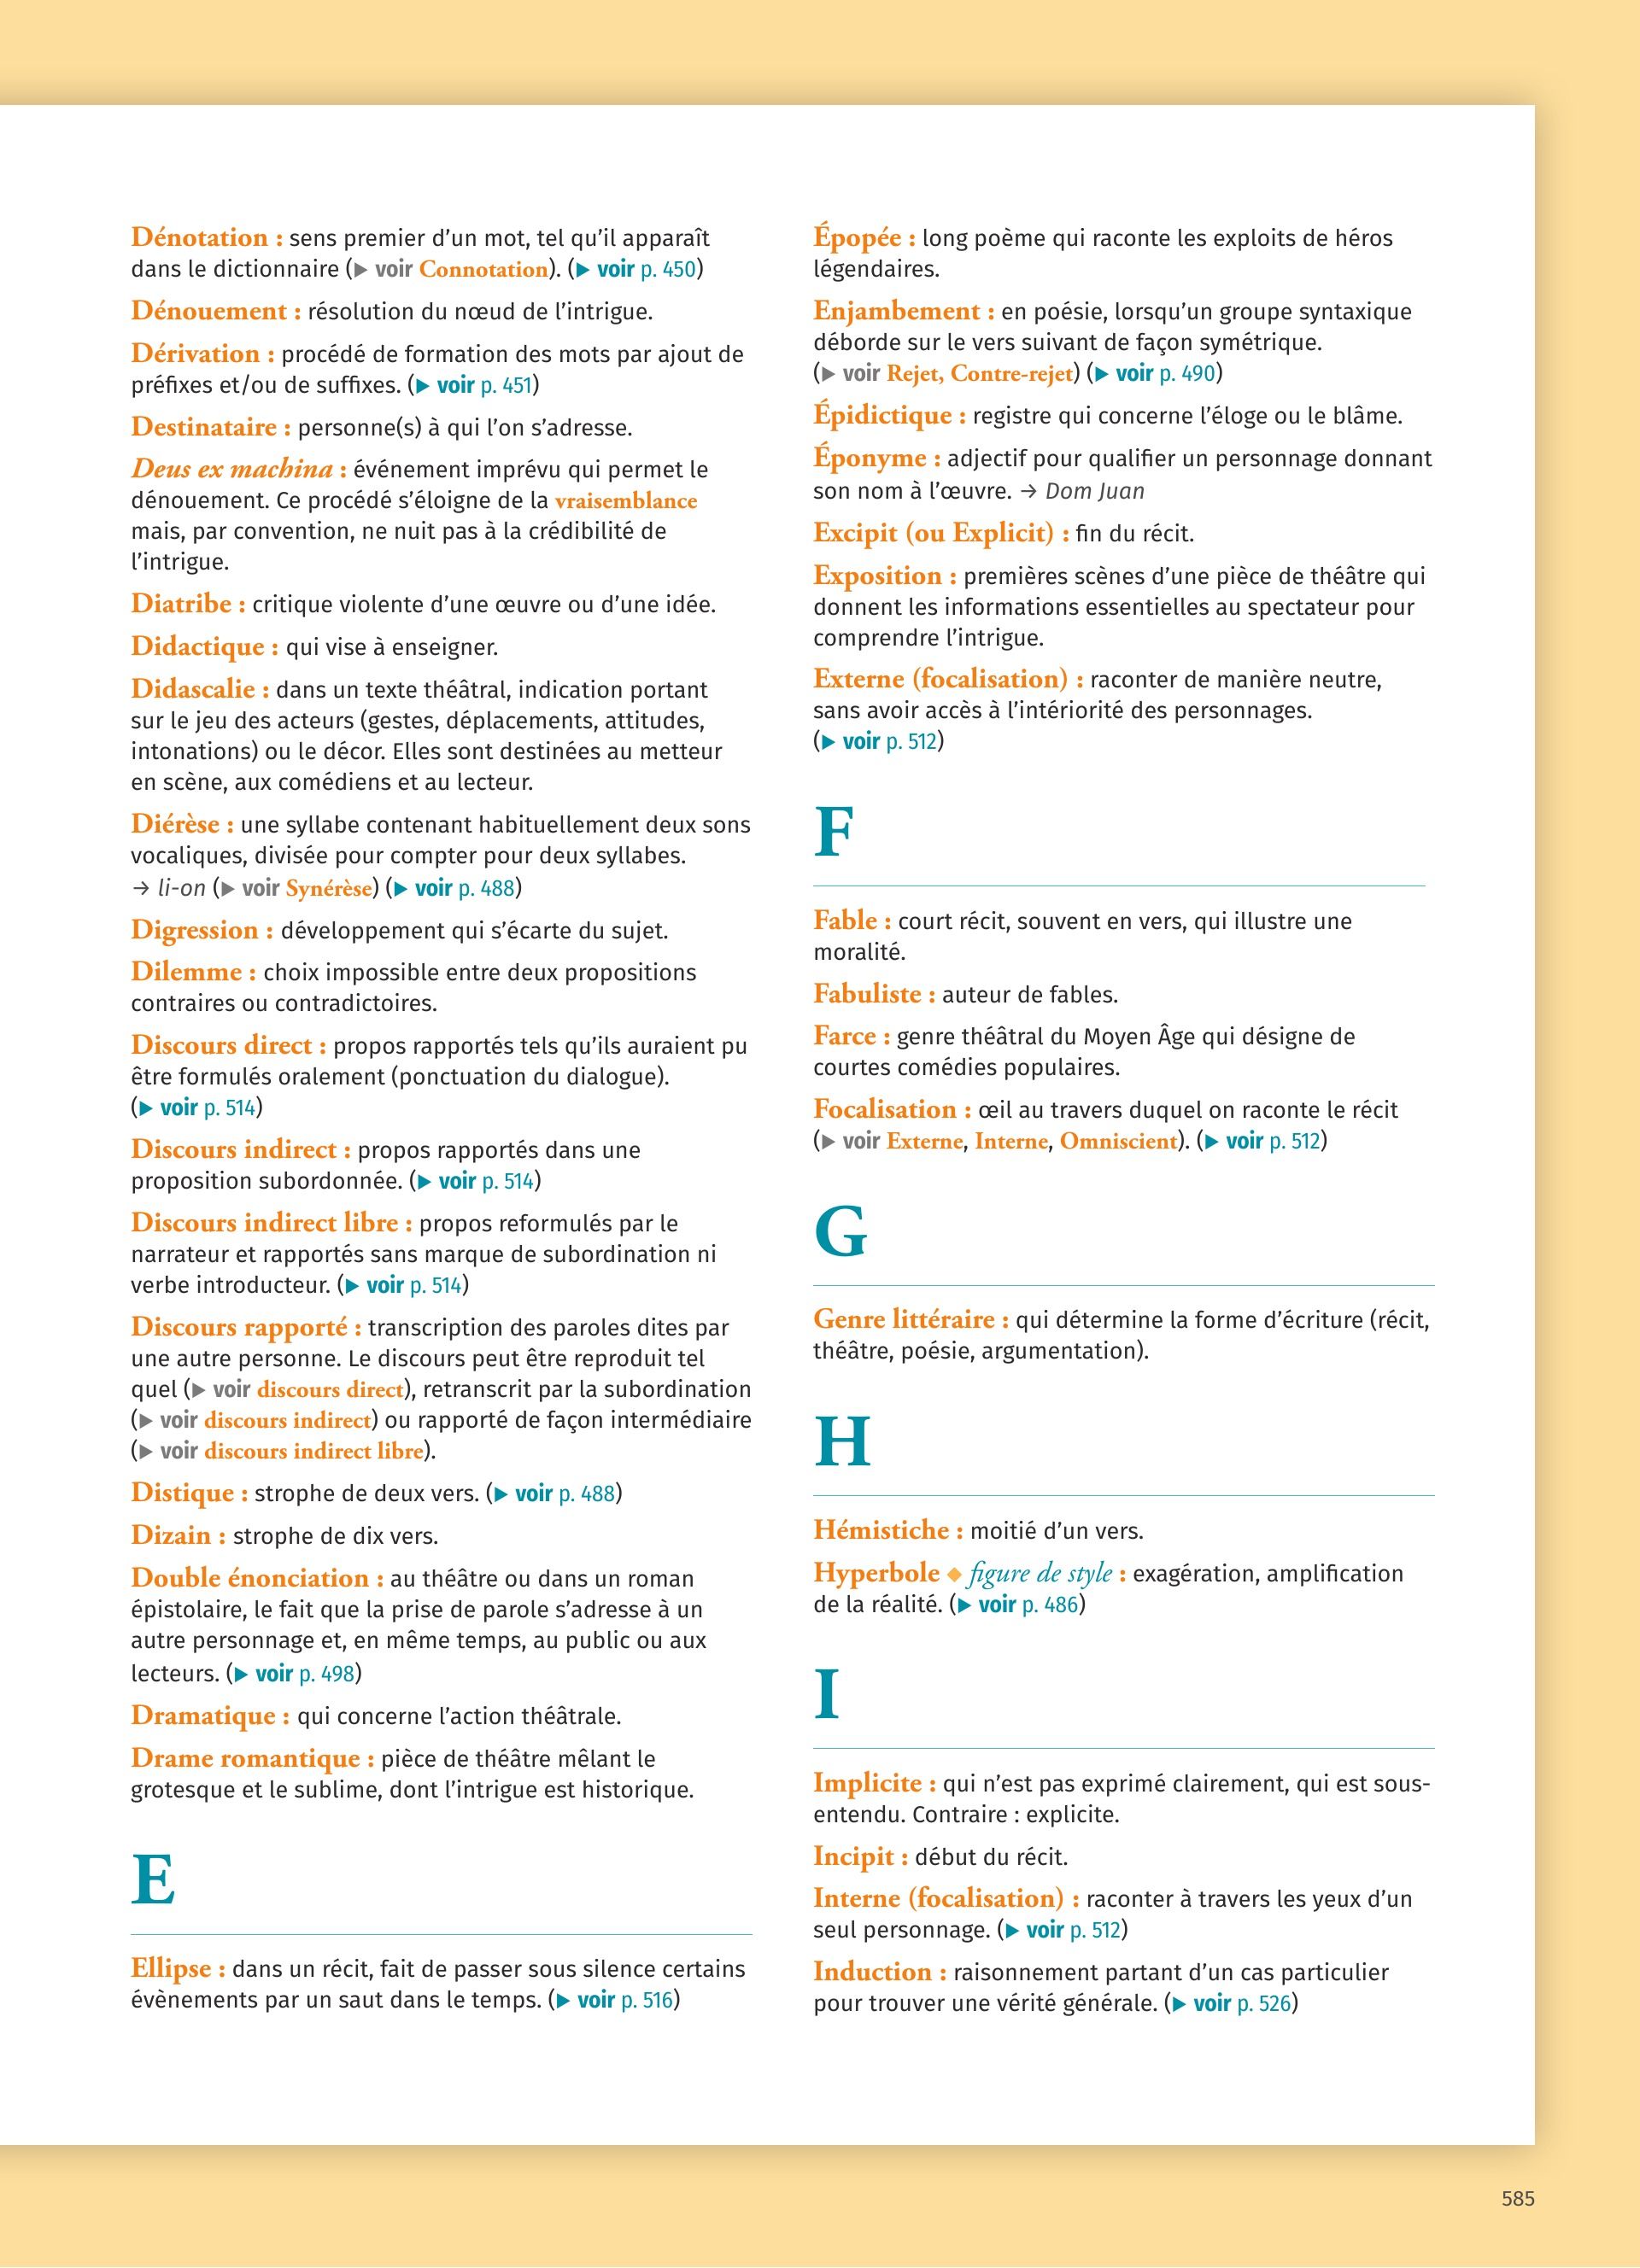 Dénotation : sens premier d’un mot, tel qu’il apparaît
dans le dictionnaire (▶ voir Connotation). (▶ voir p. 450)
Dénouement : résolution du nœud de l’intrigue.
Dérivation : procédé de formation des mots par ajout de
préfixes et/ou de suffixes. (▶ voir p. 451)
Destinataire : personne(s) à qui l’on s’adresse.
Deus ex machina : événement imprévu qui permet le
dénouement. Ce procédé s’éloigne de la vraisemblance
mais, par convention, ne nuit pas à la crédibilité de
l’intrigue.
Diatribe : critique violente d’une œuvre ou d’une idée.
Didactique : qui vise à enseigner.
Didascalie : dans un texte théâtral, indication portant
sur le jeu des acteurs (gestes, déplacements, attitudes,
intonations) ou le décor. Elles sont destinées au metteur
en scène, aux comédiens et au lecteur.
Diérèse : une syllabe contenant habituellement deux sons
vocaliques, divisée pour compter pour deux syllabes.
→ li-on (▶ voir Synérèse) (▶ voir p. 488)
Digression : développement qui s’écarte du sujet.
Dilemme : choix impossible entre deux propositions
contraires ou contradictoires.
Discours direct : propos rapportés tels qu’ils auraient pu
être formulés oralement (ponctuation du dialogue).
(▶ voir p. 514)
Discours indirect : propos rapportés dans une
proposition subordonnée. (▶ voir p. 514)
Discours indirect libre : propos reformulés par le
narrateur et rapportés sans marque de subordination ni
verbe introducteur. (▶ voir p. 514)
Discours rapporté : transcription des paroles dites par
une autre personne. Le discours peut être reproduit tel
quel (▶ voir discours direct), retranscrit par la subordination
(▶ voir discours indirect) ou rapporté de façon intermédiaire
(▶ voir discours indirect libre).
Distique : strophe de deux vers. (▶ voir p. 488)
Dizain : strophe de dix vers.
Double énonciation : au théâtre ou dans un roman
épistolaire, le fait que la prise de parole s’adresse à un
autre personnage et, en même temps, au public ou aux
lecteurs. (▶ voir p. 498)
Dramatique : qui concerne l’action théâtrale.
Drame romantique : pièce de théâtre mêlant le
grotesque et le sublime, dont l’intrigue est historique.
E
Ellipse : dans un récit, fait de passer sous silence certains
évènements par un saut dans le temps. (▶ voir p. 516)
Épopée : long poème qui raconte les exploits de héros
légendaires.
Enjambement : en poésie, lorsqu’un groupe syntaxique
déborde sur le vers suivant de façon symétrique.
(▶ voir Rejet, Contre-rejet) (▶ voir p. 490)
Épidictique : registre qui concerne l’éloge ou le blâme.
Éponyme : adjectif pour qualifier un personnage donnant
son nom à l’œuvre. → Dom Juan
Excipit (ou Explicit) : fin du récit.
Exposition : premières scènes d’une pièce de théâtre qui
donnent les informations essentielles au spectateur pour
comprendre l’intrigue.
Externe (focalisation) : raconter de manière neutre,
sans avoir accès à l’intériorité des personnages.
(▶ voir p. 512)
F
Fable : court récit, souvent en vers, qui illustre une
moralité.
Fabuliste : auteur de fables.
Farce : genre théâtral du Moyen Âge qui désigne de
courtes comédies populaires.
Focalisation : œil au travers duquel on raconte le récit
(▶ voir Externe, Interne, Omniscient). (▶ voir p. 512)
G
Genre littéraire : qui détermine la forme d’écriture (récit,
théâtre, poésie, argumentation).
H
Hémistiche : moitié d’un vers.
Hyperbole ◆ figure de style : exagération, amplification
de la réalité. (▶ voir p. 486)
I
Implicite : qui n’est pas exprimé clairement, qui est sous-
entendu. Contraire : explicite.
Incipit : début du récit.
Interne (focalisation) : raconter à travers les yeux d’un
seul personnage. (▶ voir p. 512)
Induction : raisonnement partant d’un cas particulier
pour trouver une vérité générale. (▶ voir p. 526)
585